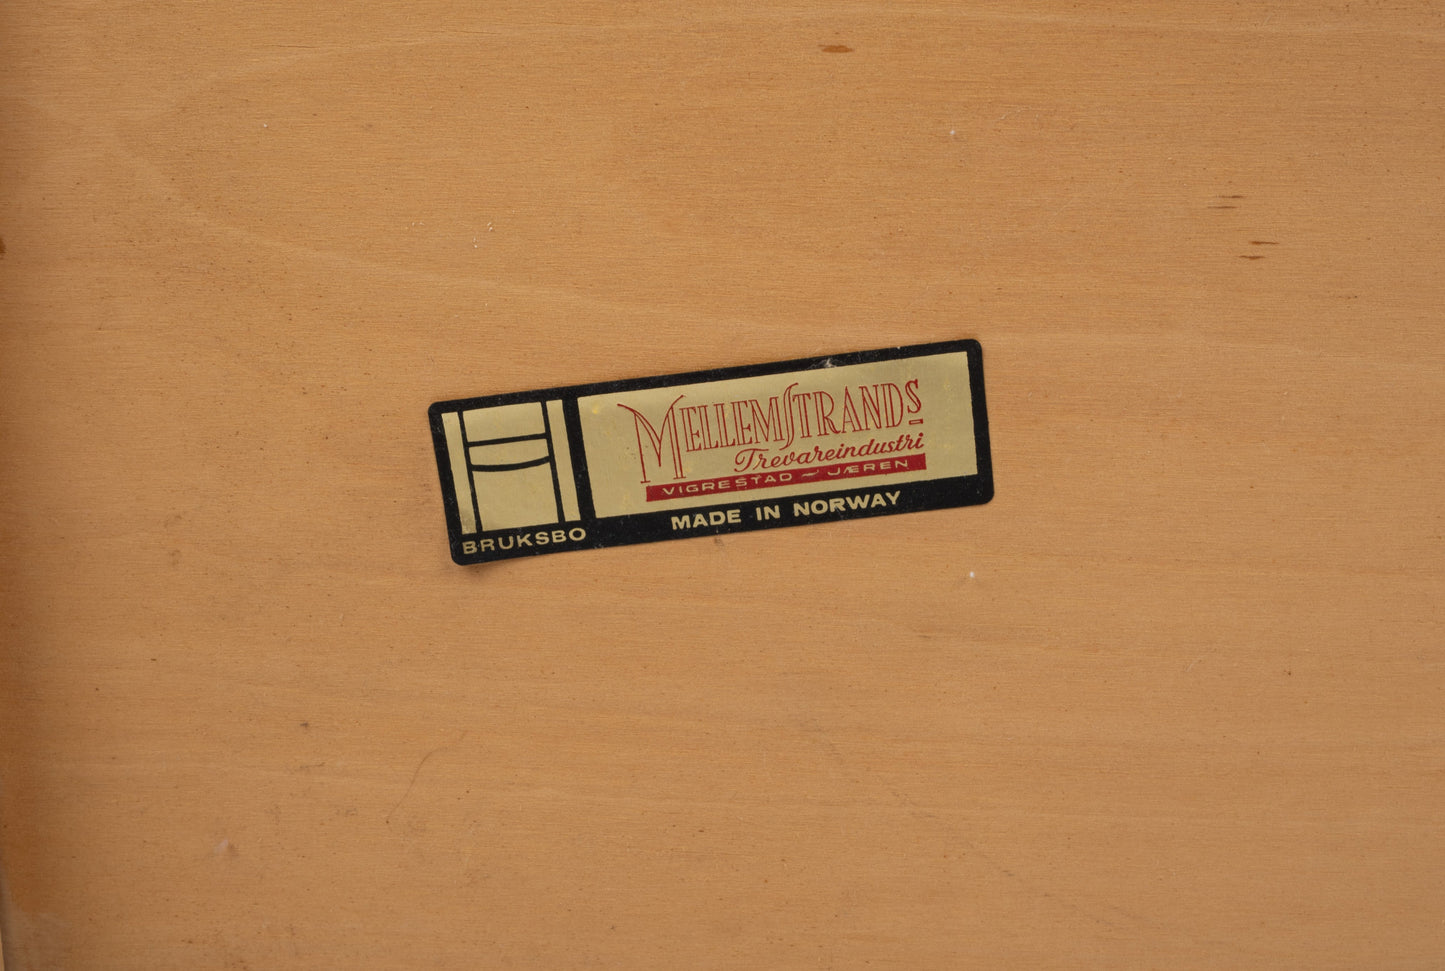 BRUKSBO
MELLEMSTRANDS
Trevareindustri
VIGRESTAD - JÆREN
MADE IN NORWAY